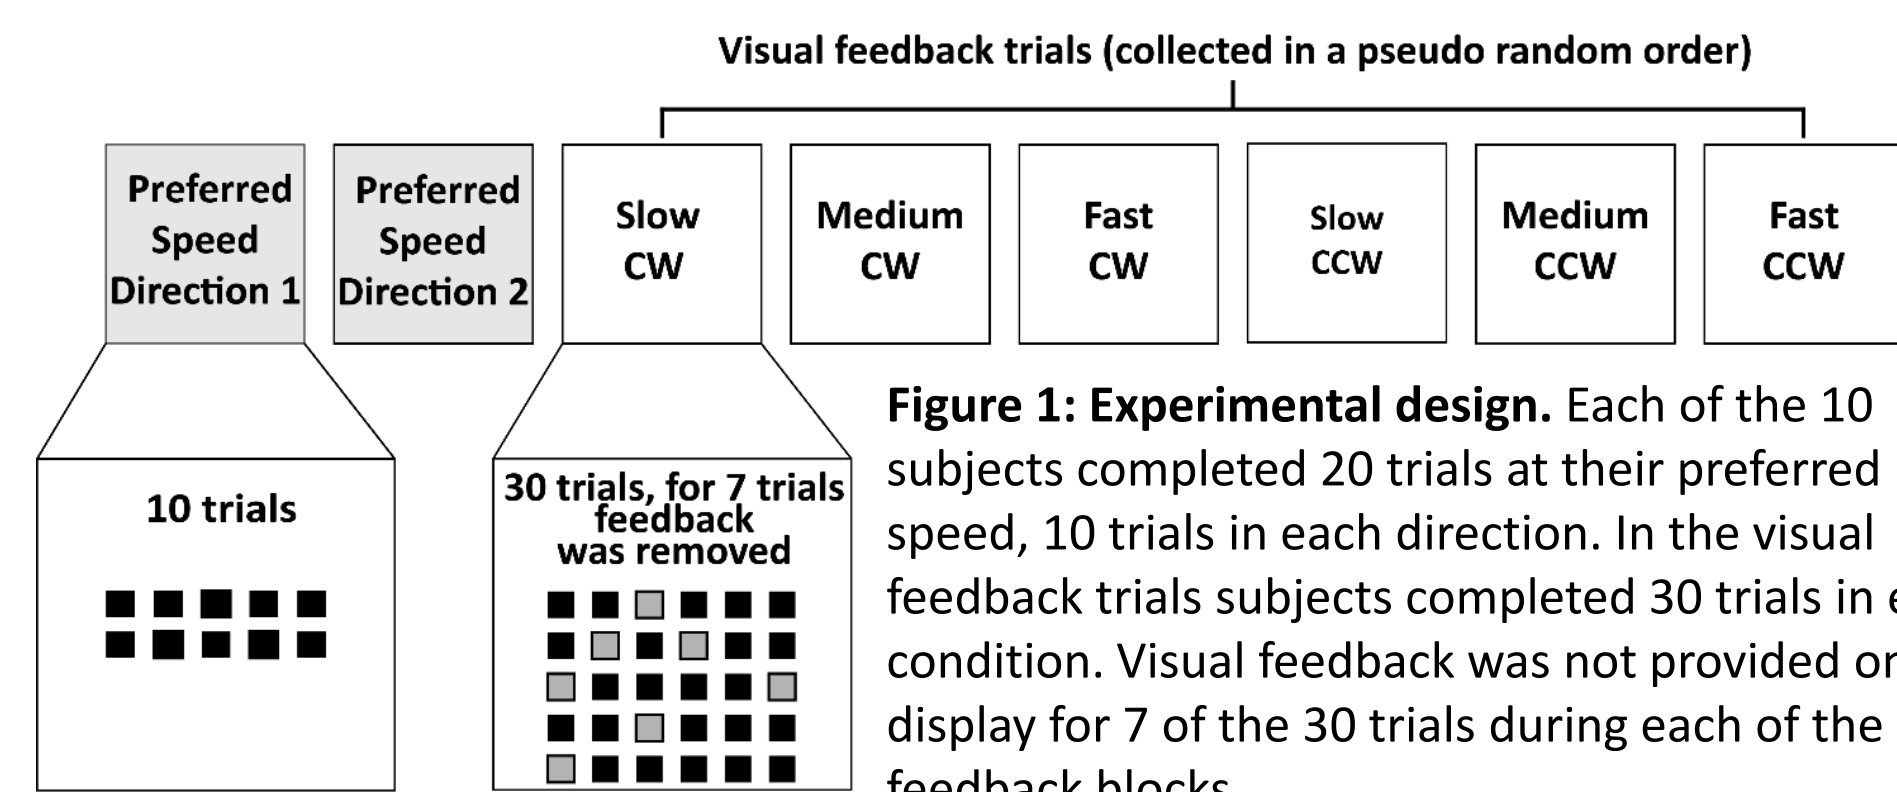 Visual feedback trials (collected in a pseudo random order)
Preferred
Speed
Direction 1
Preferred
Speed
Direction 2
Slow
CW
Medium
CW
Fast
CW
Slow
CCW
Medium
CCW
Fast
CCW
10 trials
30 trials, for 7 trials
feedback
was removed
Figure 1: Experimental design. Each of the 10
subjects completed 20 trials at their preferred
speed, 10 trials in each direction. In the visual
feedback trials subjects completed 30 trials in
condition. Visual feedback was not provided
display for 7 of the 30 trials during each of the
feedback blocks